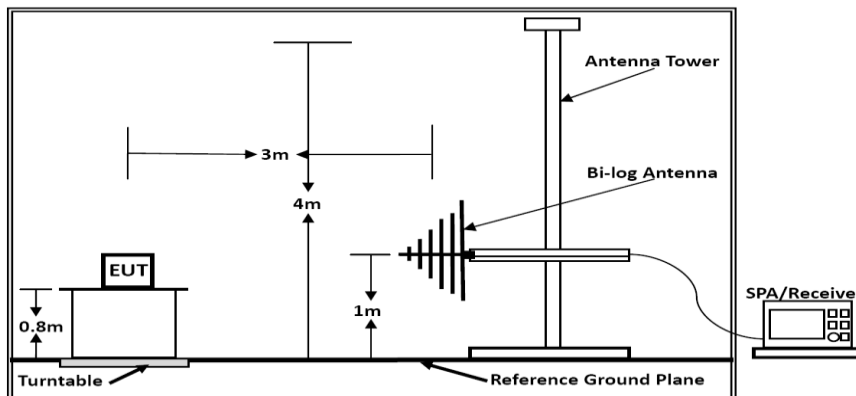 Antenna Tower
3m
Bi-log Antenna
4m
EUT
1m
0.8m
SPA/Receive
Turntable
Reference Ground Plane